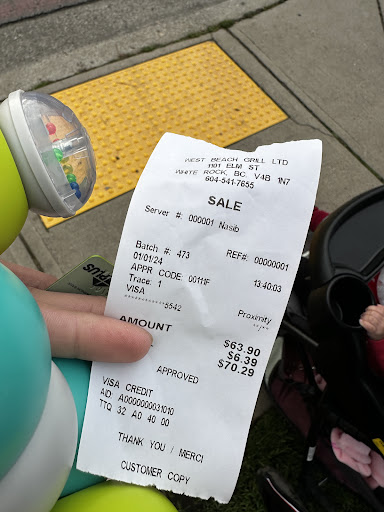 WEST BEACH GRILL LTD
1101 ELM ST
WHITE ROCK, BC. V4B 1N7
604-541-7655
SALE
Server #: 000001 Nasib
Batch #: 473 REF#: 00000001
01/01/24 13:40:03
APPR CODE: 00111F
Trace: 1 Proximity
VISA **/**
************5542
AMOUNT $63.90
$6.39
$70.29
APPROVED
VISA CREDIT
AID: A0000000031010
TTQ 32 A0 40 00
THANK YOU / MERCI
CUSTOMER COPY
PLUS